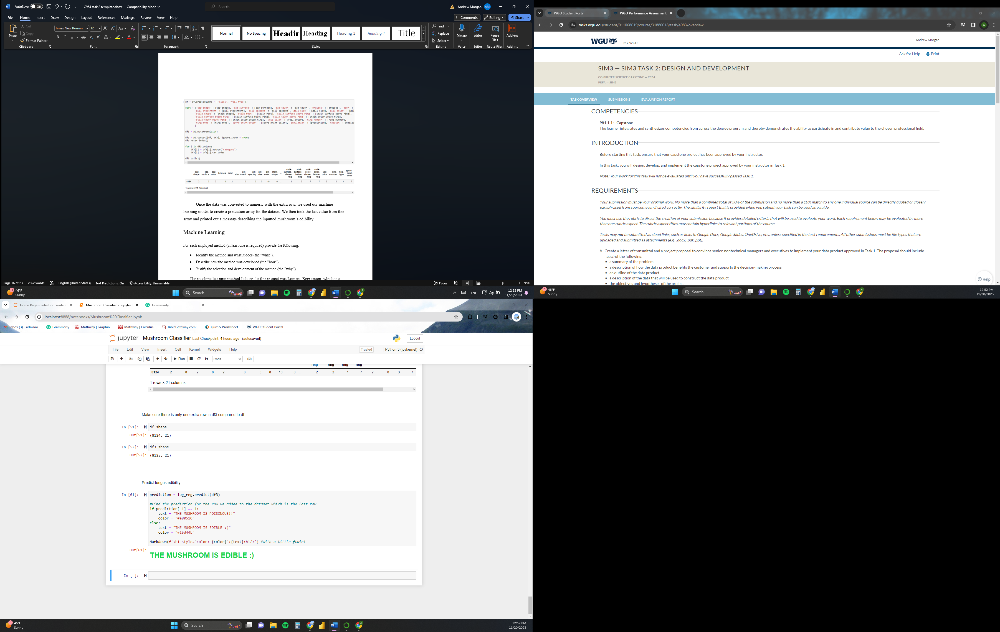 AutoSave Off C964 task 2 template.docx - Compatibility Mode Search Andrew Morgan AM
File Home Insert Draw Design Layout References Mailings Review View Help Comments Editing Share
Paste Cut Copy Format Painter Clipboard
Times New Roman 12 Font
Paragraph
Normal No Spacing Heading Heading Heading 3 Heading 4 Title Styles
Find Replace Select Editing
Dictate Voice Editor Editor Reuse Files Reuse Files Add-ins Add-ins
df = df.drop(columns = ['class', 'veil-type'])
dict = {'cap-shape' : [cap_shape], 'cap-surface' : [cap_surface], 'cap-color' : [cap_color], 'bruises' : [bruises], 'odor' :
'gill-attachment' : [gill_attachment], 'gill-spacing' : [gill_spacing], 'gill-size' : [gill_size], 'gill-color' : [gil
'stalk-shape' : [stalk_shape], 'stalk-root' : [stalk_root], 'stalk-surface-above-ring' : [stalk_surface_above_ring],
'stalk-surface-below-ring' : [stalk_surface_below_ring], 'stalk-color-above-ring' : [stalk_color_above_ring],
'stalk-color-below-ring' : [stalk_color_below_ring], 'veil-color' : [veil_color], 'ring-number' : [ring_number],
'ring-type' : [ring_type], 'spore-print-color' : [spore_print_color], 'population' : [population], 'habitat' : [habita
}
df3 = pd.DataFrame(dict)
df3 = pd.concat([df, df3], ignore_index = True)
df3.reset_index()
for i in df3.columns:
df3[i] = df3[i].astype('category')
df3[i] = df3[i].cat.codes
df3.tail(1)
cap-shape cap-surface cap-color bruises odor gill-attachment gill-spacing gill-size gill-color stalk-shape ... stalk-surface-above-ring stalk-surface-below-ring stalk-color-above-ring stalk-color-below-ring veil-color ring-number ring-type spore-print-color
8124 2 0 2 0 2 0 0 0 10 0 ... 2 2 7 7 2 0 3 7
1 rows × 21 columns
Once the data was converted to numeric with the extra row, we used our machine
learning model to create a prediction array for the dataset. We then took the last value from this
array and printed out a message describing the inputted mushroom's edibility.
Machine Learning
For each employed method (at least one is required) provide the following:
• Identify the method and what it does (the “what”).
• Describe how the method was developed (the “how”).
• Justify the selection and development of the method (the “why”).
The machine learning method I chose for this project was Logistic Regression, which is a
Page 16 of 23 2862 words English (United States) Text Predictions: On Accessibility: Unavailable Focus 95%
46°F Sunny Search ENG 12:52 PM 11/20/2023
WGU Student Portal WGU Performance Assessment
tasks.wgu.edu/student/011068619/course/31880018/task/4083/overview
WGU MY WGU Andrew Morgan
Ask for Help Print
SIM3 — SIM3 TASK 2: DESIGN AND DEVELOPMENT
COMPUTER SCIENCE CAPSTONE — C964
PRFA — SIM3
TASK OVERVIEW SUBMISSIONS EVALUATION REPORT
COMPETENCIES
981.1.1 : Capstone
The learner integrates and synthesizes competencies from across the degree program and thereby demonstrates the ability to participate in and contribute value to the chosen professional field.
INTRODUCTION
Before starting this task, ensure that your capstone project has been approved by your instructor.
In this task, you will design, develop, and implement the capstone project approved by your instructor in Task 1.
Note: Your work for this task will not be evaluated until you have successfully passed Task 1.
REQUIREMENTS
Your submission must be your original work. No more than a combined total of 30% of the submission and no more than a 10% match to any one individual source can be directly quoted or closely
paraphrased from sources, even if cited correctly. The similarity report that is provided when you submit your task can be used as a guide.
You must use the rubric to direct the creation of your submission because it provides detailed criteria that will be used to evaluate your work. Each requirement below may be evaluated by more
than one rubric aspect. The rubric aspect titles may contain hyperlinks to relevant portions of the course.
Tasks may not be submitted as cloud links, such as links to Google Docs, Google Slides, OneDrive, etc., unless specified in the task requirements. All other submissions must be file types that are
uploaded and submitted as attachments (e.g., .docx, .pdf, .ppt).
A. Create a letter of transmittal and a project proposal to convince senior, nontechnical managers and executives to implement your data product approved in Task 1. The proposal should include
each of the following:
• a summary of the problem
• a description of how the data product benefits the customer and supports the decision-making process
• an outline of the data product
• a description of the data that will be used to construct the data product
• the objectives and hypotheses of the project
Help
46°F Sunny Search 12:52 PM 11/20/2023
Home Page - Select or create a Mushroom Classifier - Jupyter Grammarly
localhost:8888/notebooks/Mushroom%20Classifier.ipynb
Inbox (3) - admsao... Grammarly Mathway | Graphin... Mathway | Calculus... BibleGateway.com:... Quiz & Worksheet... WGU Student Portal
jupyter Mushroom Classifier Last Checkpoint: 4 hours ago (autosaved) Logout
File Edit View Insert Cell Kernel Widgets Help Trusted Python 3 (ipykernel)
Run Code
ring ring ring ring
8124 2 0 2 0 2 0 0 0 10 0 ... 2 2 7 7 2 0 3 7
1 rows × 21 columns
Make sure there is only one extra row in df3 compared to df
In [51]: df.shape
Out[51]: (8124, 21)
In [52]: df3.shape
Out[52]: (8125, 21)
Predict fungus edibility
In [61]: prediction = log_reg.predict(df3)
#Find the prediction for the row we added to the dataset which is the last row
if prediction[-1] == 1:
text = "THE MUSHROOM IS POISONOUS!!"
color = "#e80510"
else:
text = "THE MUSHROOM IS EDIBLE :)"
color = "#15d44b"
Markdown(f'<h1 style="color: {color}">{text}<h1/>') #with a little flair!
Out[61]: THE MUSHROOM IS EDIBLE :)
In [ ]:
46°F Sunny Search 12:52 PM 11/20/2023